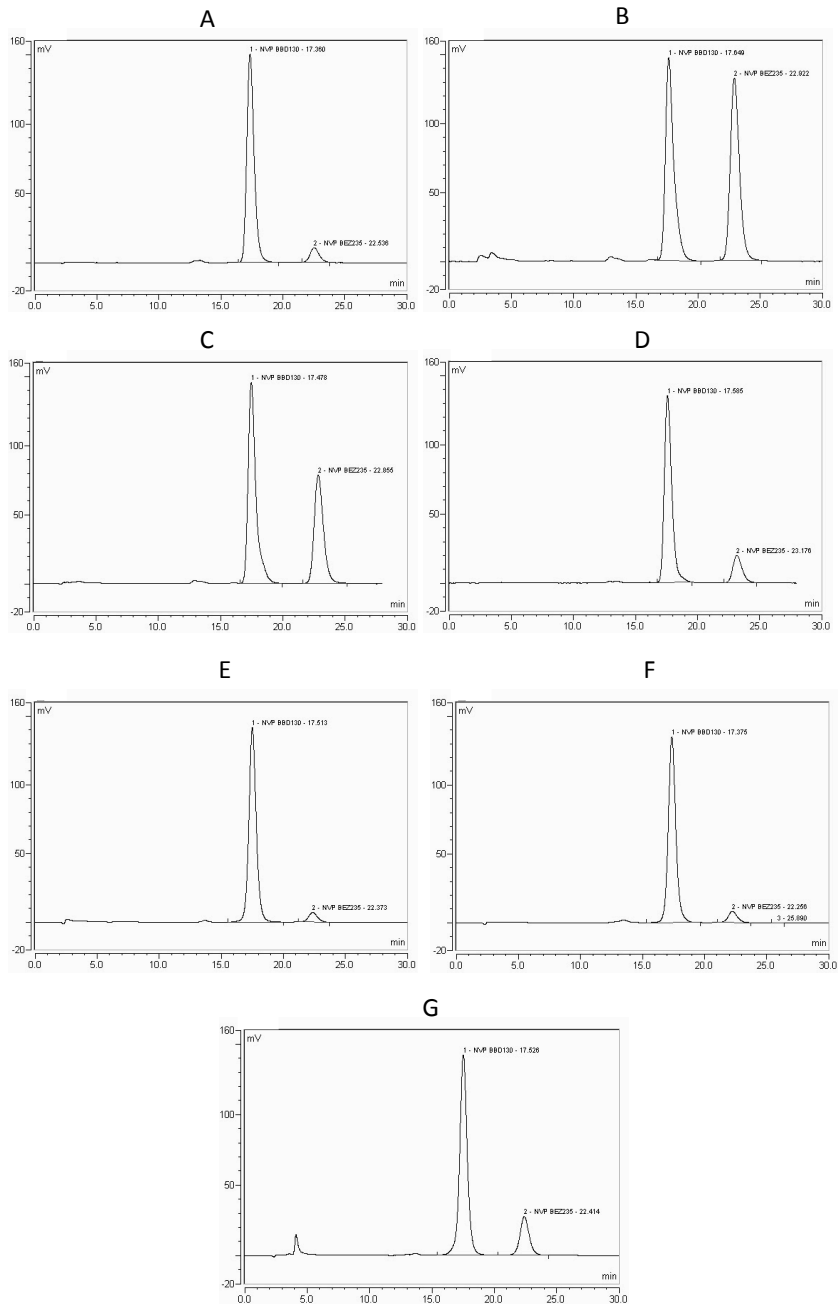 A
160
mV
1 - NVP BBD130 - 17.360
100
50
2 - NVP BEZ235 - 22.536
-20
min
0.0 5.0 10.0 15.0 20.0 25.0 30.0
B
160
mV
1 - NVP BBD130 - 17.649
2 - NVP BEZ235 - 22.922
100
50
-20
min
0.0 5.0 10.0 15.0 20.0 25.0 30.0
C
160
mV
1 - NVP BBD130 - 17.478
100
2 - NVP BEZ235 - 22.855
50
-20
min
0.0 5.0 10.0 15.0 20.0 25.0 30.0
D
160
mV
1 - NVP BBD130 - 17.585
100
50
2 - NVP BEZ235 - 23.176
-20
min
0.0 5.0 10.0 15.0 20.0 25.0 30.0
E
160
mV
1 - NVP BBD130 - 17.513
100
50
2 - NVP BEZ235 - 22.373
-20
min
0.0 5.0 10.0 15.0 20.0 25.0 30.0
F
160
mV
1 - NVP BBD130 - 17.375
100
50
2 - NVP BEZ235 - 22.256
3 - 25.890
-20
min
0.0 5.0 10.0 15.0 20.0 25.0 30.0
G
160
mV
1 - NVP BBD130 - 17.526
100
50
2 - NVP BEZ235 - 22.414
-20
min
0.0 5.0 10.0 15.0 20.0 25.0 30.0